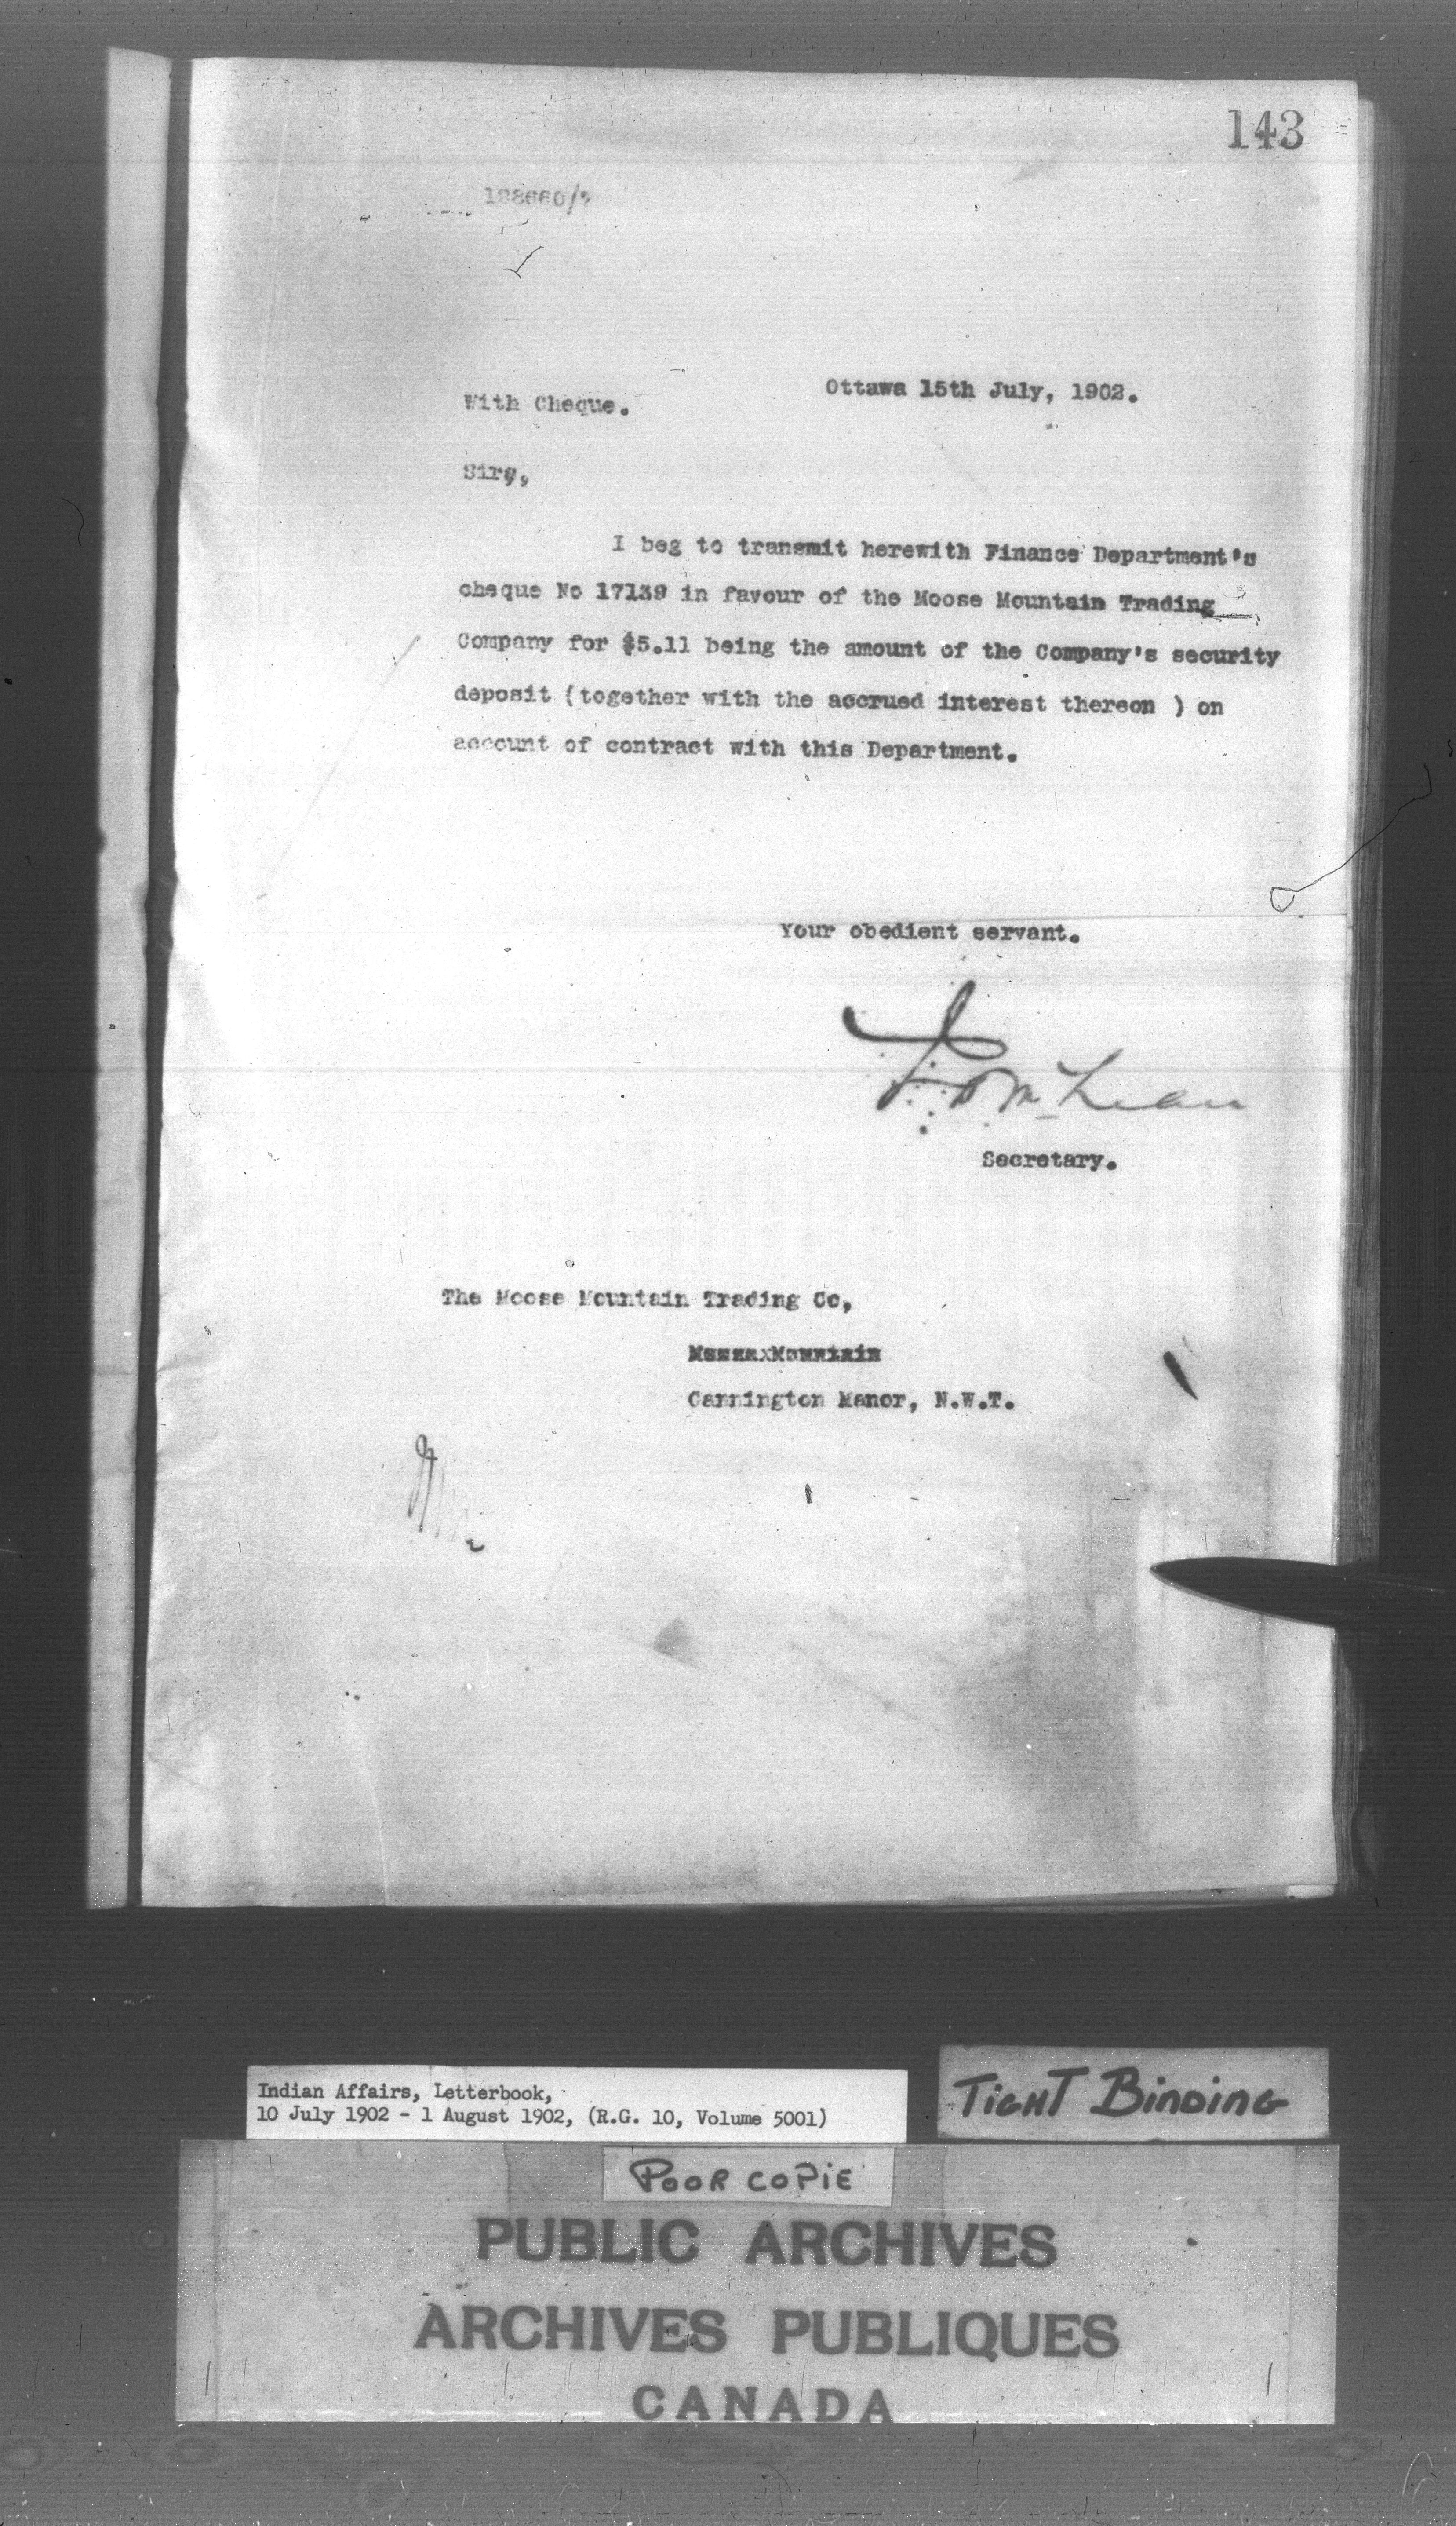 143
With Cheque.
Ottawa 15th July, 1902.
Sirs,
I beg to transmit herewith Finance Department's
cheque No 17139 in favour of the Moose Mountain Trading
Company for $5.11 being the amount of the Company's security
deposit (together with the accrued interest thereon ) on
account of contract with this Department.
Your obedient servant.
McLean
Secretary.
The Moose Mountain Trading Co,
Cannington Manor, N.W.T.
Indian Affairs, Letterbook,
10 July 1902 - 1 August 1902, (R.G. 10, Volume 5001)
TIGHT BINDING
POOR COPIE
PUBLIC ARCHIVES
ARCHIVES PUBLIQUES
CANADA